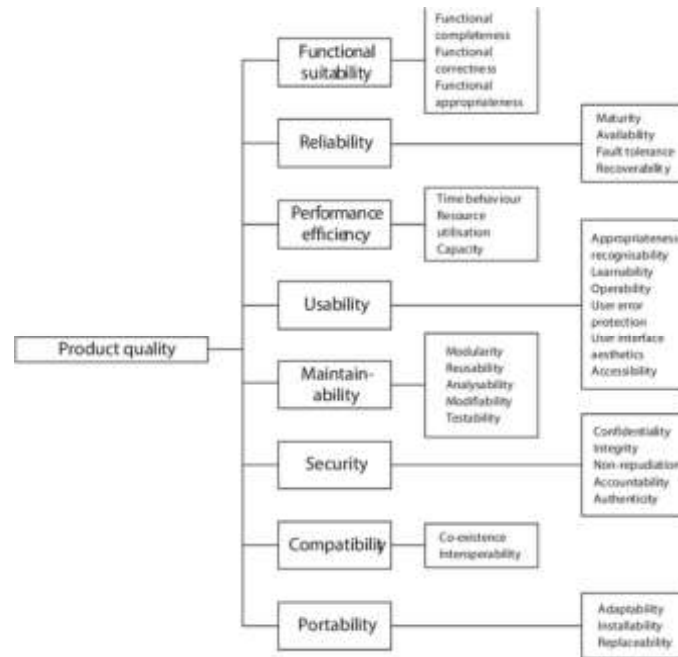 Functional
completeness
Functional
correctness
Functional
appropriateness
Functional
suitability
Maturity
Availability
Fault tolerance
Recoverability
Reliability
Time behaviour
Resource
utilisation
Capacity
Performance
efficiency
Appropriateness
recognisability
Learnability
Operability
User error
protection
User interface
aesthetics
Accessibility
Usability
Product quality
Modularity
Reusability
Analysability
Modifiability
Testability
Maintain-
ability
Confidentiality
Integrity
Non-repudiation
Accountability
Authenticity
Security
Co-existence
Interoperability
Compatibility
Adaptability
Installability
Replaceability
Portability